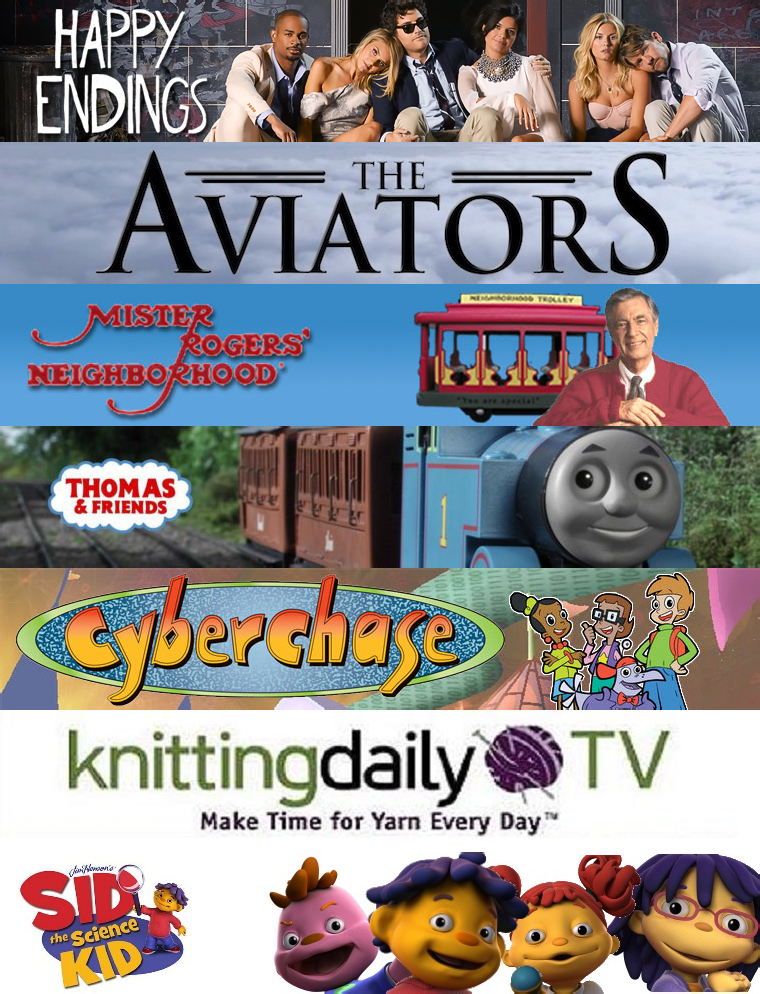 HAPPY
ENDINGS
THE
AVIATORS
NEIGHBORHOOD TROLLEY
MISTER
ROGERS'
NEIGHBORHOOD
"You are special"
THOMAS
& FRIENDS
1
cyberchase
knittingdaily TV
Make Time for Yarn Every Day™
Jim Henson's
SID
the Science
KID